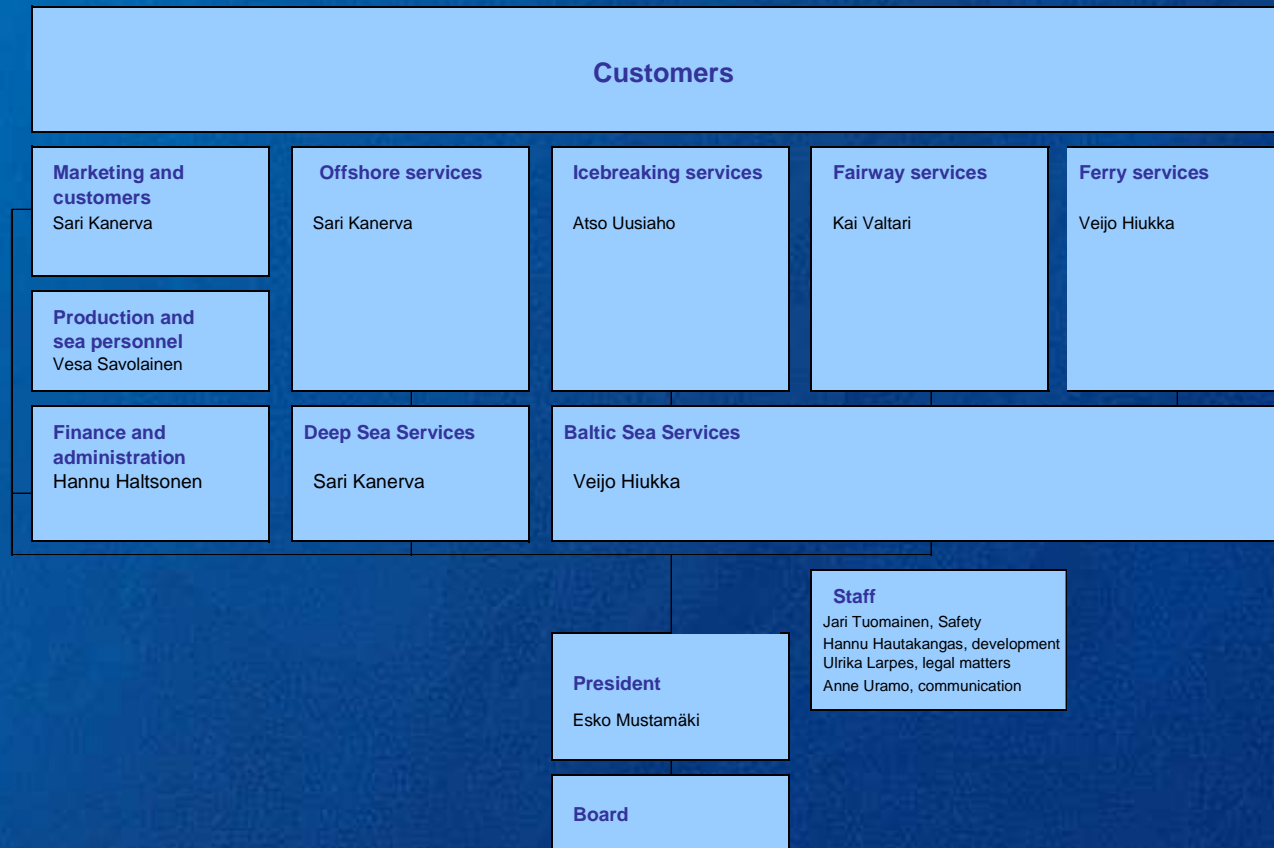 Customers
Marketing and
customers
Sari Kanerva
Offshore services
Sari Kanerva
Icebreaking services
Atso Uusiaho
Fairway services
Kai Valtari
Ferry services
Veijo Hiukka
Production and
sea personnel
Vesa Savolainen
Finance and
administration
Hannu Haltsonen
Deep Sea Services
Sari Kanerva
Baltic Sea Services
Veijo Hiukka
Staff
Jari Tuomainen, Safety
Hannu Hautakangas, development
Ulrika Larpes, legal matters
Anne Uramo, communication
President
Esko Mustamäki
Board